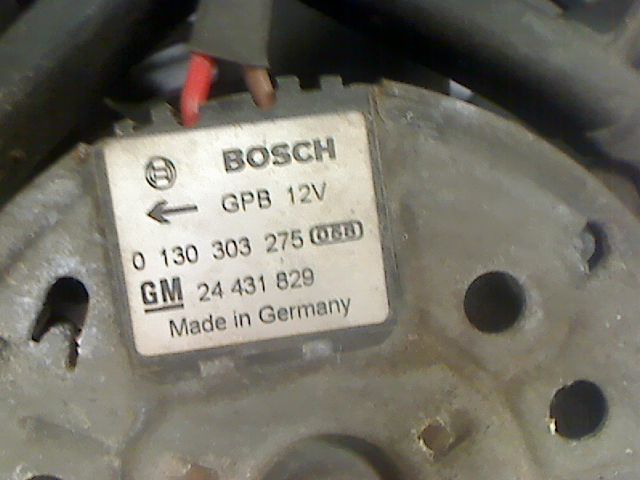 BOSCH
GPB 12V
0 130 303 275
GM 24 431 829
Made in Germany